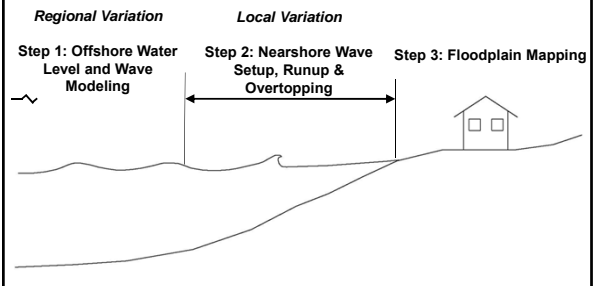 Regional Variation
Local Variation
Step 1: Offshore Water
Level and Wave
Modeling
Step 2: Nearshore Wave
Setup, Runup &
Overtopping
Step 3: Floodplain Mapping